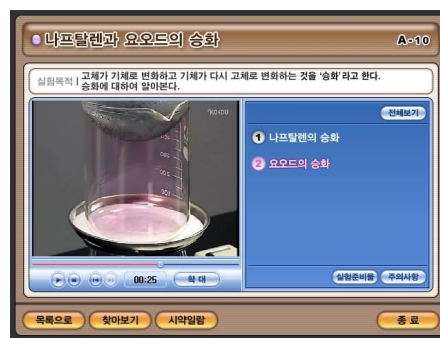 나프탈렌과 요오드의 승화
A-10
실험목적 | 고체가 기체로 변화하고 기체가 다시 고체로 변화하는 것을 '승화'라고 한다.
승화에 대하여 알아본다.
전체보기
1 나프탈렌의 승화
2 요오드의 승화
00:25
확대
실험준비물
주의사항
목록으로
찾아보기
시약일람
종료